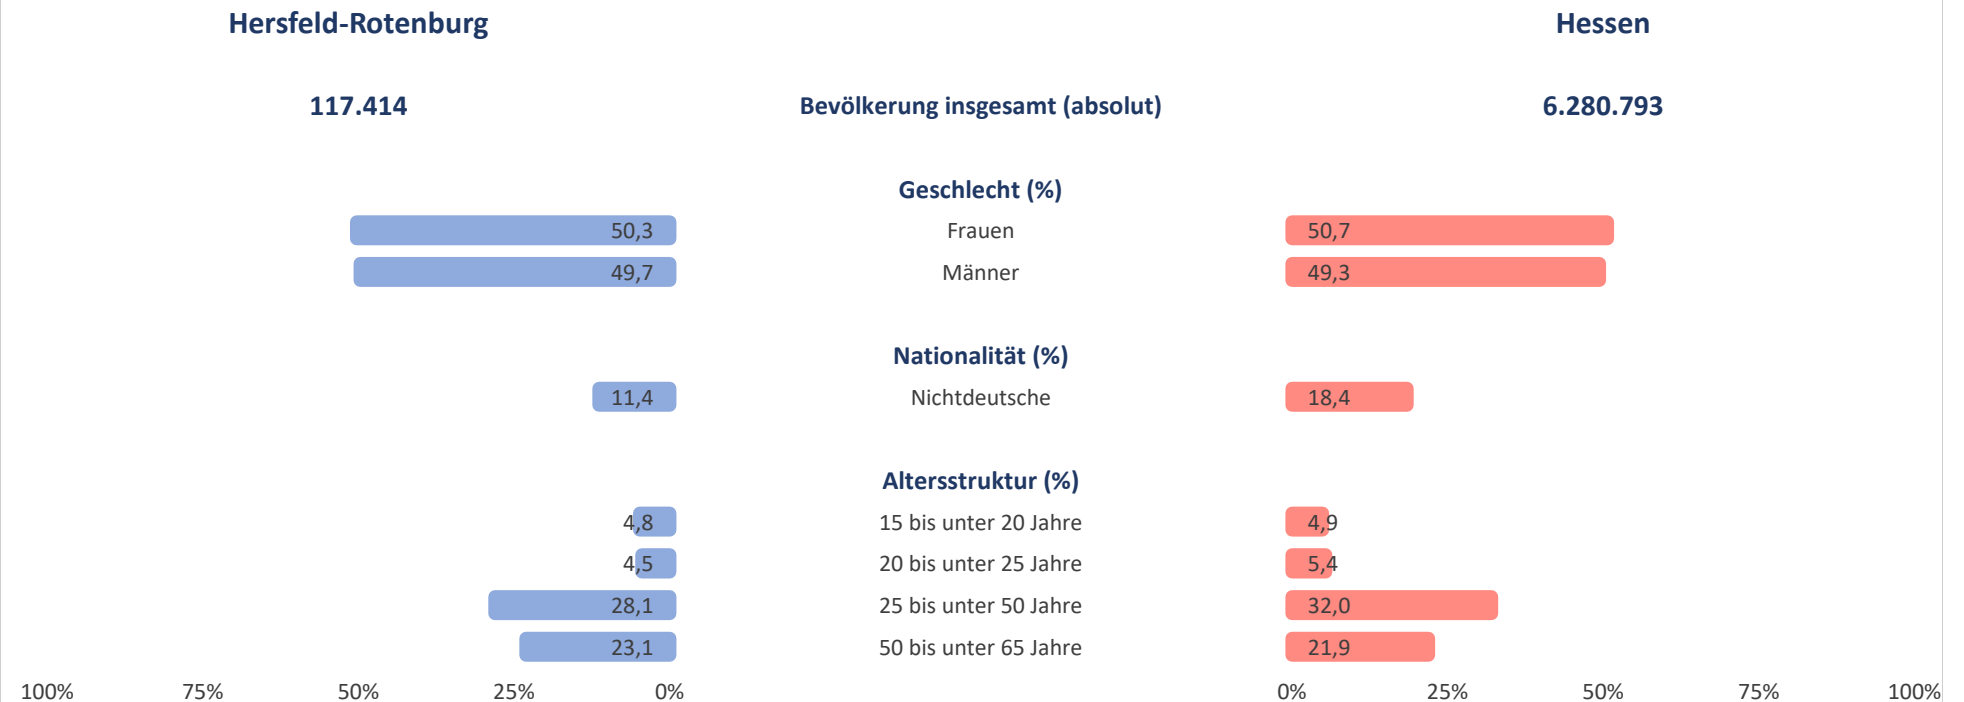 Hersfeld-Rotenburg Hessen
117.414 Bevölkerung insgesamt (absolut) 6.280.793
Geschlecht (%)
50,3 Frauen 50,7
49,7 Männer 49,3
Nationalität (%)
11,4 Nichtdeutsche 18,4
Altersstruktur (%)
4,8 15 bis unter 20 Jahre 4,9
4,5 20 bis unter 25 Jahre 5,4
28,1 25 bis unter 50 Jahre 32,0
23,1 50 bis unter 65 Jahre 21,9
100% 75% 50% 25% 0% 0% 25% 50% 75% 100%